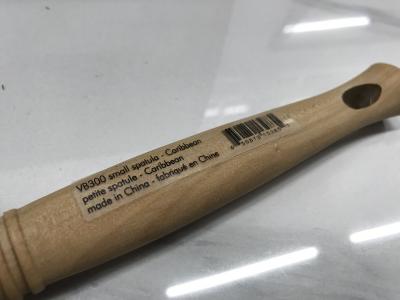 VB300 small spatula - Caribbean
petite spatule - Caribbean
made in China - fabriqué en Chine